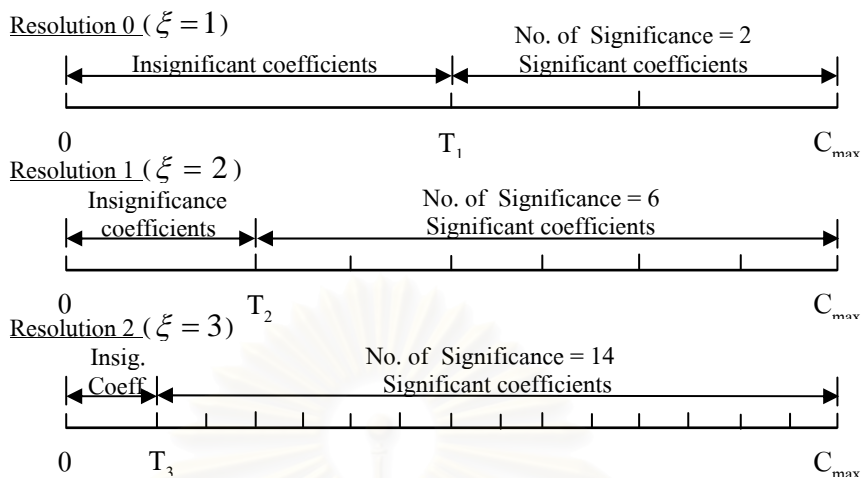 Resolution 0 ( ξ = 1)
No. of Significance = 2
Insignificant coefficients Significant coefficients
0 T₁ Cmax
Resolution 1 ( ξ = 2)
Insignificance No. of Significance = 6
coefficients Significant coefficients
0 T₂ Cmax
Resolution 2 ( ξ = 3)
Insig. No. of Significance = 14
Coeff Significant coefficients
0 T₃ Cmax